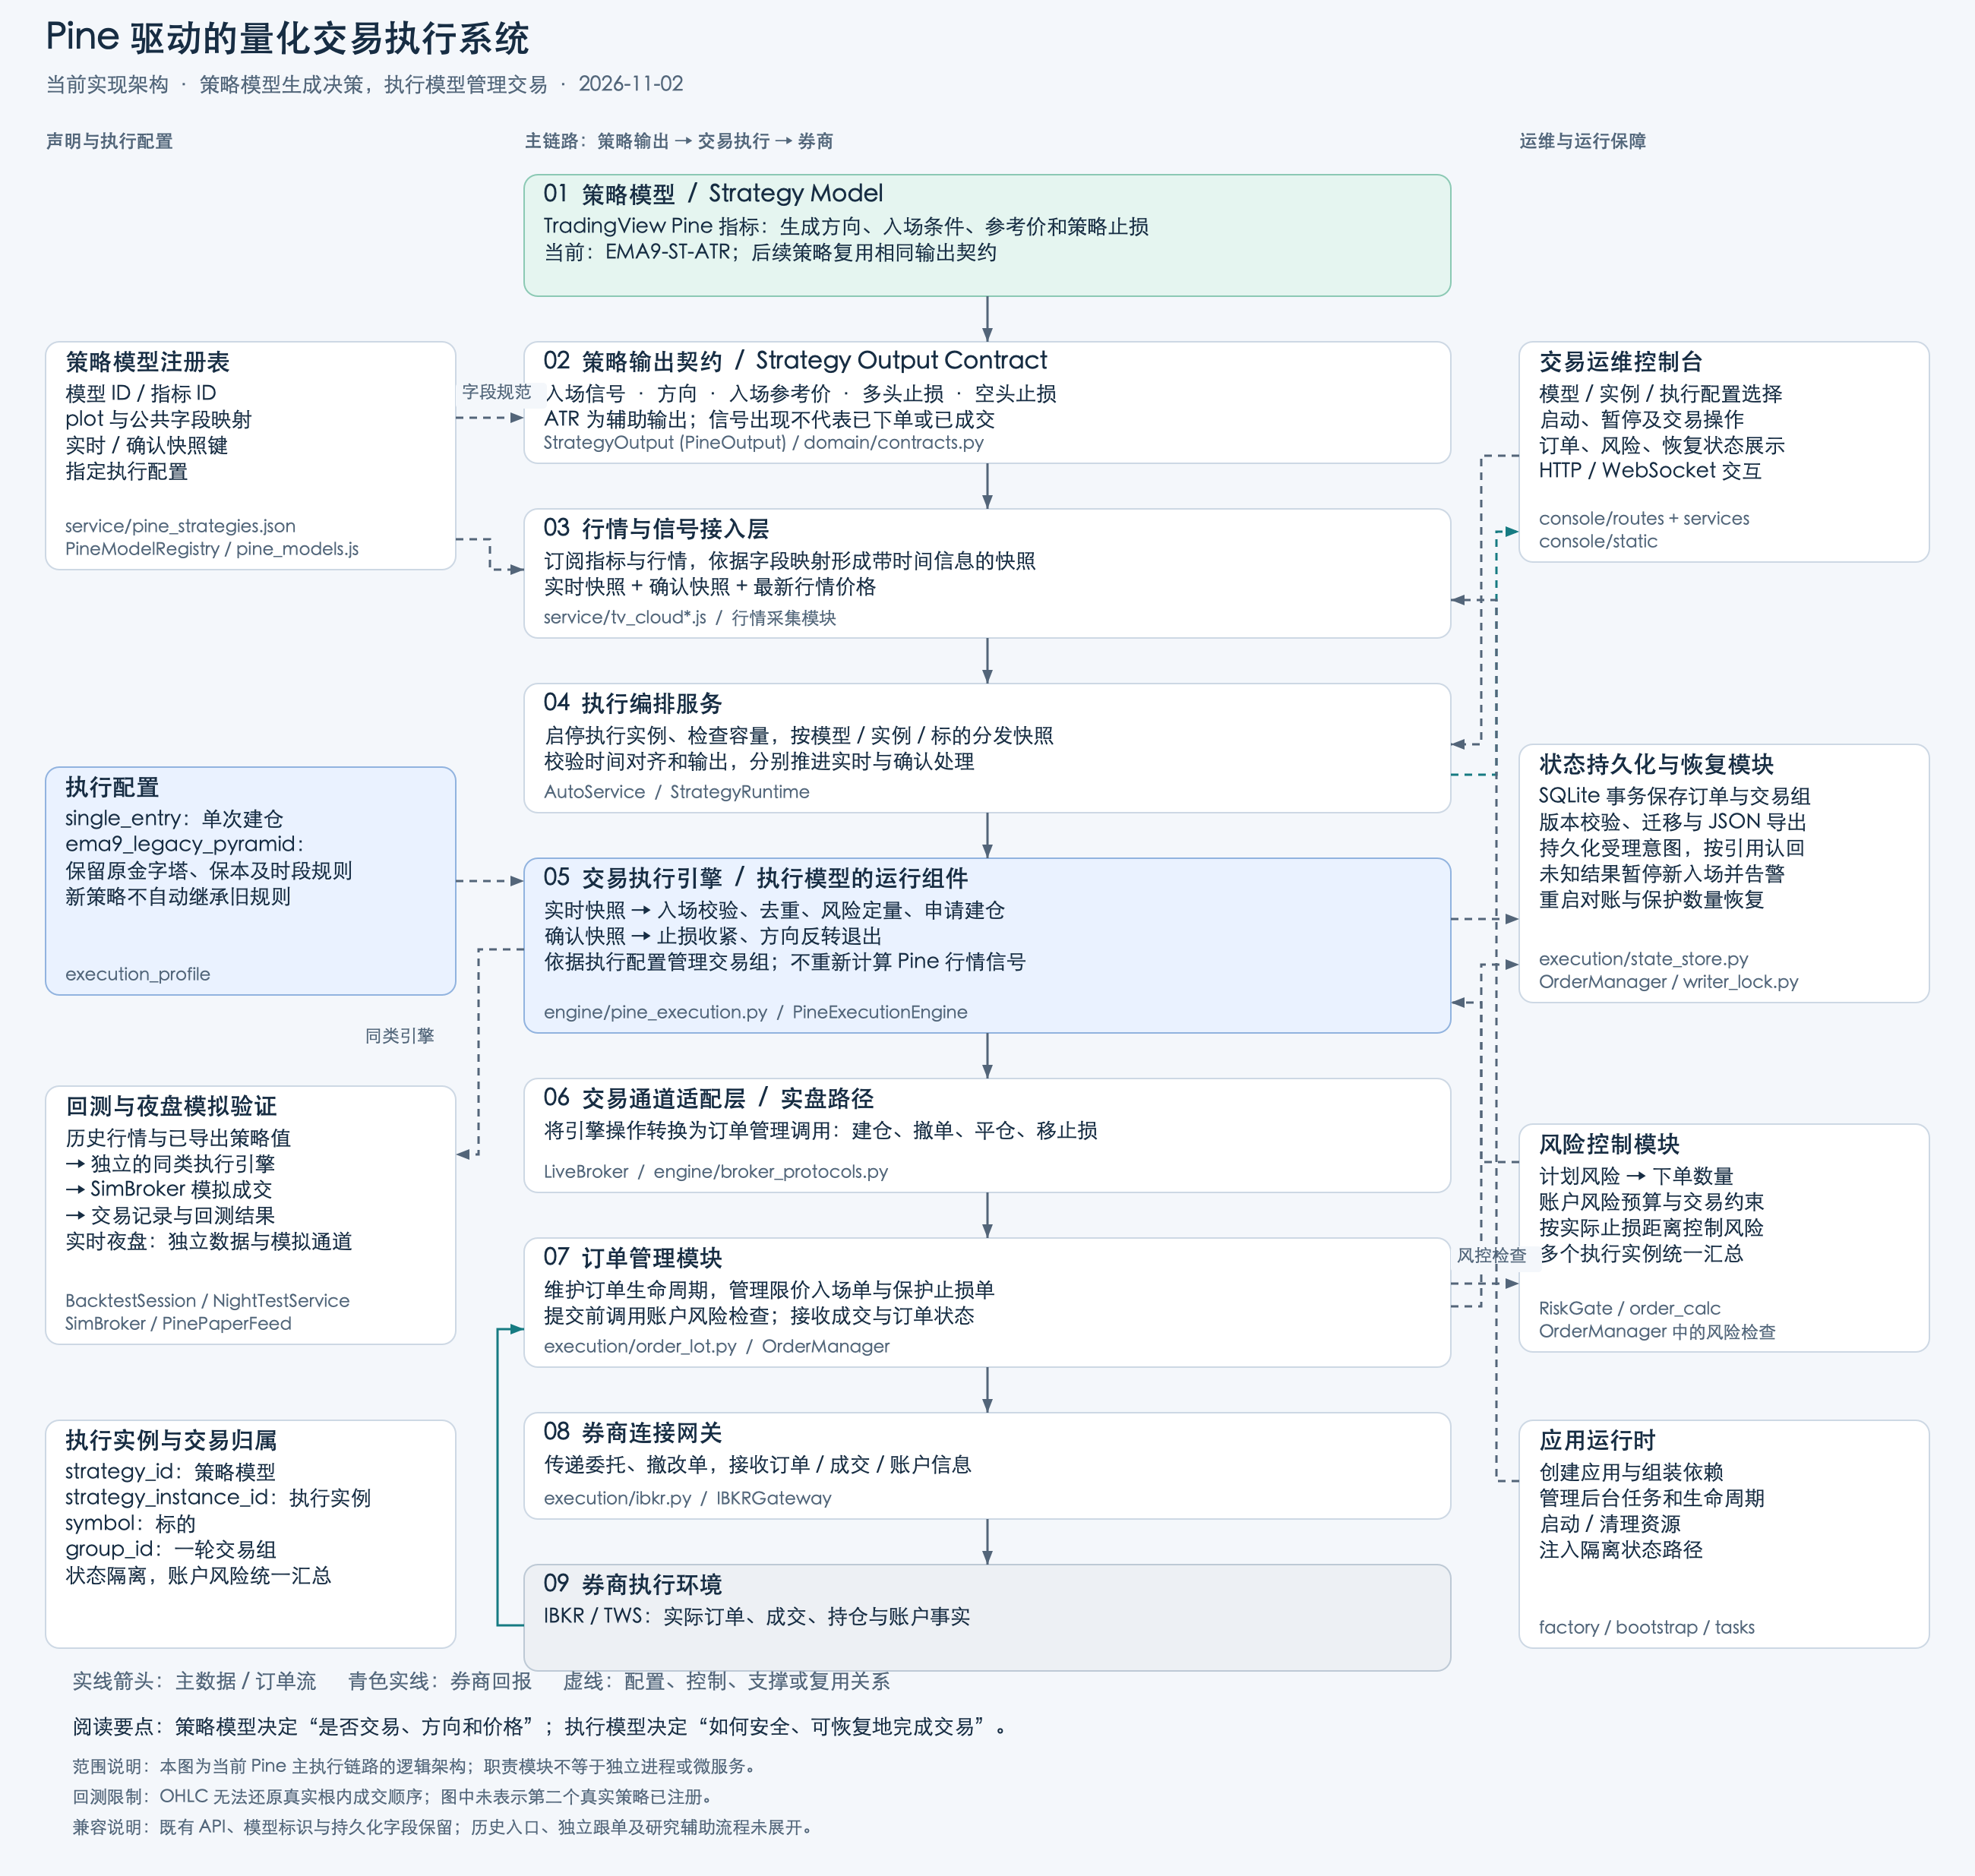 Pine 驱动的量化交易执行系统
当前实现架构 · 策略模型生成决策，执行模型管理交易 · 2026-11-02
声明与执行配置
主链路：策略输出 → 交易执行 → 券商
运维与运行保障
01 策略模型 / Strategy Model
TradingView Pine 指标：生成方向、入场条件、参考价和策略止损
当前：EMA9-ST-ATR；后续策略复用相同输出契约
策略模型注册表
模型 ID / 指标 ID
plot 与公共字段映射
实时 / 确认快照键
指定执行配置
service/pine_strategies.json
PineModelRegistry / pine_models.js
字段规范
02 策略输出契约 / Strategy Output Contract
入场信号 · 方向 · 入场参考价 · 多头止损 · 空头止损
ATR 为辅助输出；信号出现不代表已下单或已成交
StrategyOutput (PineOutput) / domain/contracts.py
交易运维控制台
模型 / 实例 / 执行配置选择
启动、暂停及交易操作
订单、风险、恢复状态展示
HTTP / WebSocket 交互
console/routes + services
console/static
03 行情与信号接入层
订阅指标与行情，依据字段映射形成带时间信息的快照
实时快照 + 确认快照 + 最新行情价格
service/tv_cloud*.js / 行情采集模块
04 执行编排服务
启停执行实例、检查容量，按模型 / 实例 / 标的分发快照
校验时间对齐和输出，分别推进实时与确认处理
AutoService / StrategyRuntime
执行配置
single_entry：单次建仓
ema9_legacy_pyramid：
保留原金字塔、保本及时段规则
新策略不自动继承旧规则
execution_profile
05 交易执行引擎 / 执行模型的运行组件
实时快照 → 入场校验、去重、风险定量、申请建仓
确认快照 → 止损收紧、方向反转退出
依据执行配置管理交易组；不重新计算 Pine 行情信号
engine/pine_execution.py / PineExecutionEngine
状态持久化与恢复模块
SQLite 事务保存订单与交易组
版本校验、迁移与 JSON 导出
持久化受理意图，按引用认回
未知结果暂停新入场并告警
重启对账与保护数量恢复
execution/state_store.py
OrderManager / writer_lock.py
同类引擎
回测与夜盘模拟验证
历史行情与已导出策略值
→ 独立的同类执行引擎
→ SimBroker 模拟成交
→ 交易记录与回测结果
实时夜盘：独立数据与模拟通道
BacktestSession / NightTestService
SimBroker / PinePaperFeed
06 交易通道适配层 / 实盘路径
将引擎操作转换为订单管理调用：建仓、撤单、平仓、移止损
LiveBroker / engine/broker_protocols.py
风险控制模块
计划风险 → 下单数量
账户风险预算与交易约束
按实际止损距离控制风险
多个执行实例统一汇总
RiskGate / order_calc
OrderManager 中的风险检查
07 订单管理模块
维护订单生命周期，管理限价入场单与保护止损单
提交前调用账户风险检查；接收成交与订单状态
execution/order_lot.py / OrderManager
风控检查
08 券商连接网关
传递委托、撤改单，接收订单 / 成交 / 账户信息
execution/ibkr.py / IBKRGateway
执行实例与交易归属
strategy_id：策略模型
strategy_instance_id：执行实例
symbol：标的
group_id：一轮交易组
状态隔离，账户风险统一汇总
应用运行时
创建应用与组装依赖
管理后台任务和生命周期
启动 / 清理资源
注入隔离状态路径
factory / bootstrap / tasks
09 券商执行环境
IBKR / TWS：实际订单、成交、持仓与账户事实
实线箭头：主数据 / 订单流 青色实线：券商回报 虚线：配置、控制、支撑或复用关系
阅读要点：策略模型决定“是否交易、方向和价格”；执行模型决定“如何安全、可恢复地完成交易”。
范围说明：本图为当前 Pine 主执行链路的逻辑架构；职责模块不等于独立进程或微服务。
回测限制：OHLC 无法还原真实根内成交顺序；图中未表示第二个真实策略已注册。
兼容说明：既有 API、模型标识与持久化字段保留；历史入口、独立跟单及研究辅助流程未展开。